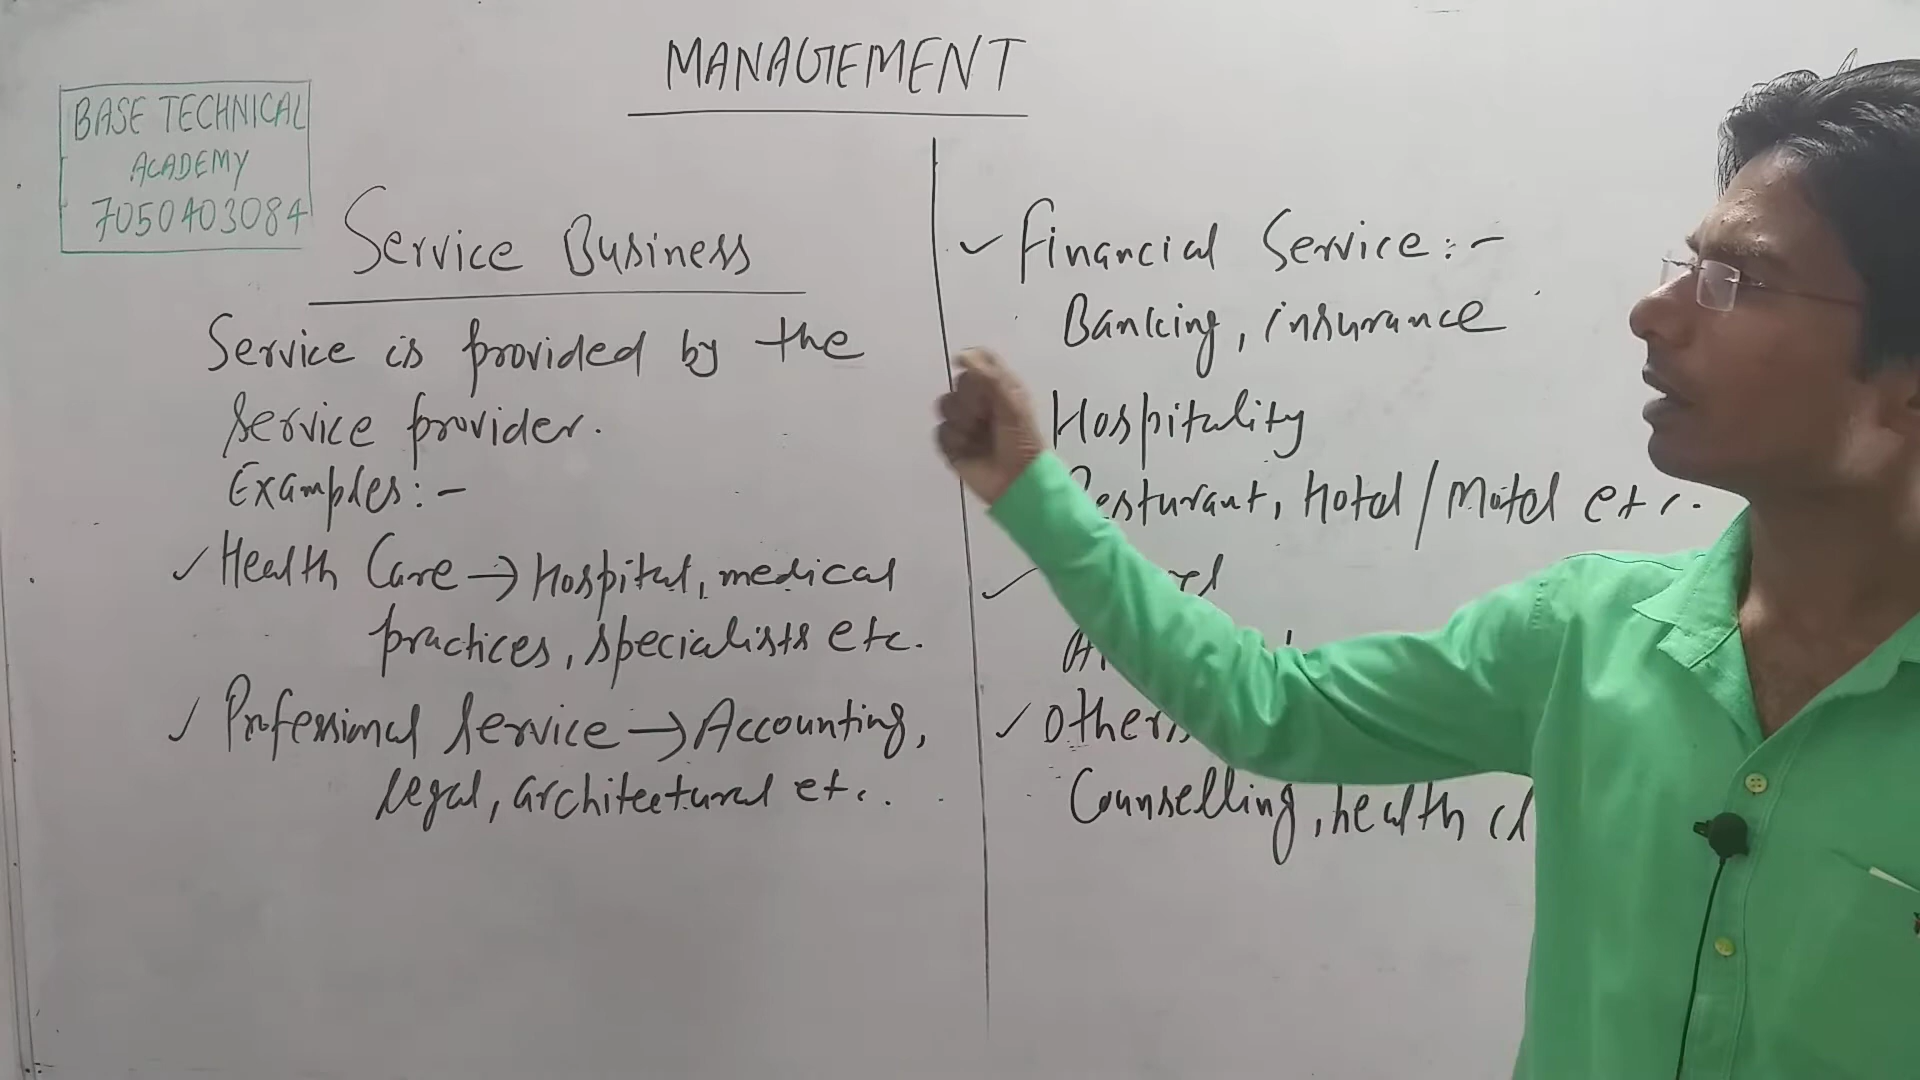 MANAGEMENT
BASE TECHNICAL
ACADEMY
7050403084
Service Business
Service is provided by the
service provider.
Examples:-
✓ Health Care → Hospital, medical
practices, specialists etc.
✓ Professional service → Accounting,
legal, architectural etc.
✓ Financial Service:-
Banking, insurance
Hospitality
Resturant, Hotel / Motel etc.
✓
✓ Others
Counselling, health